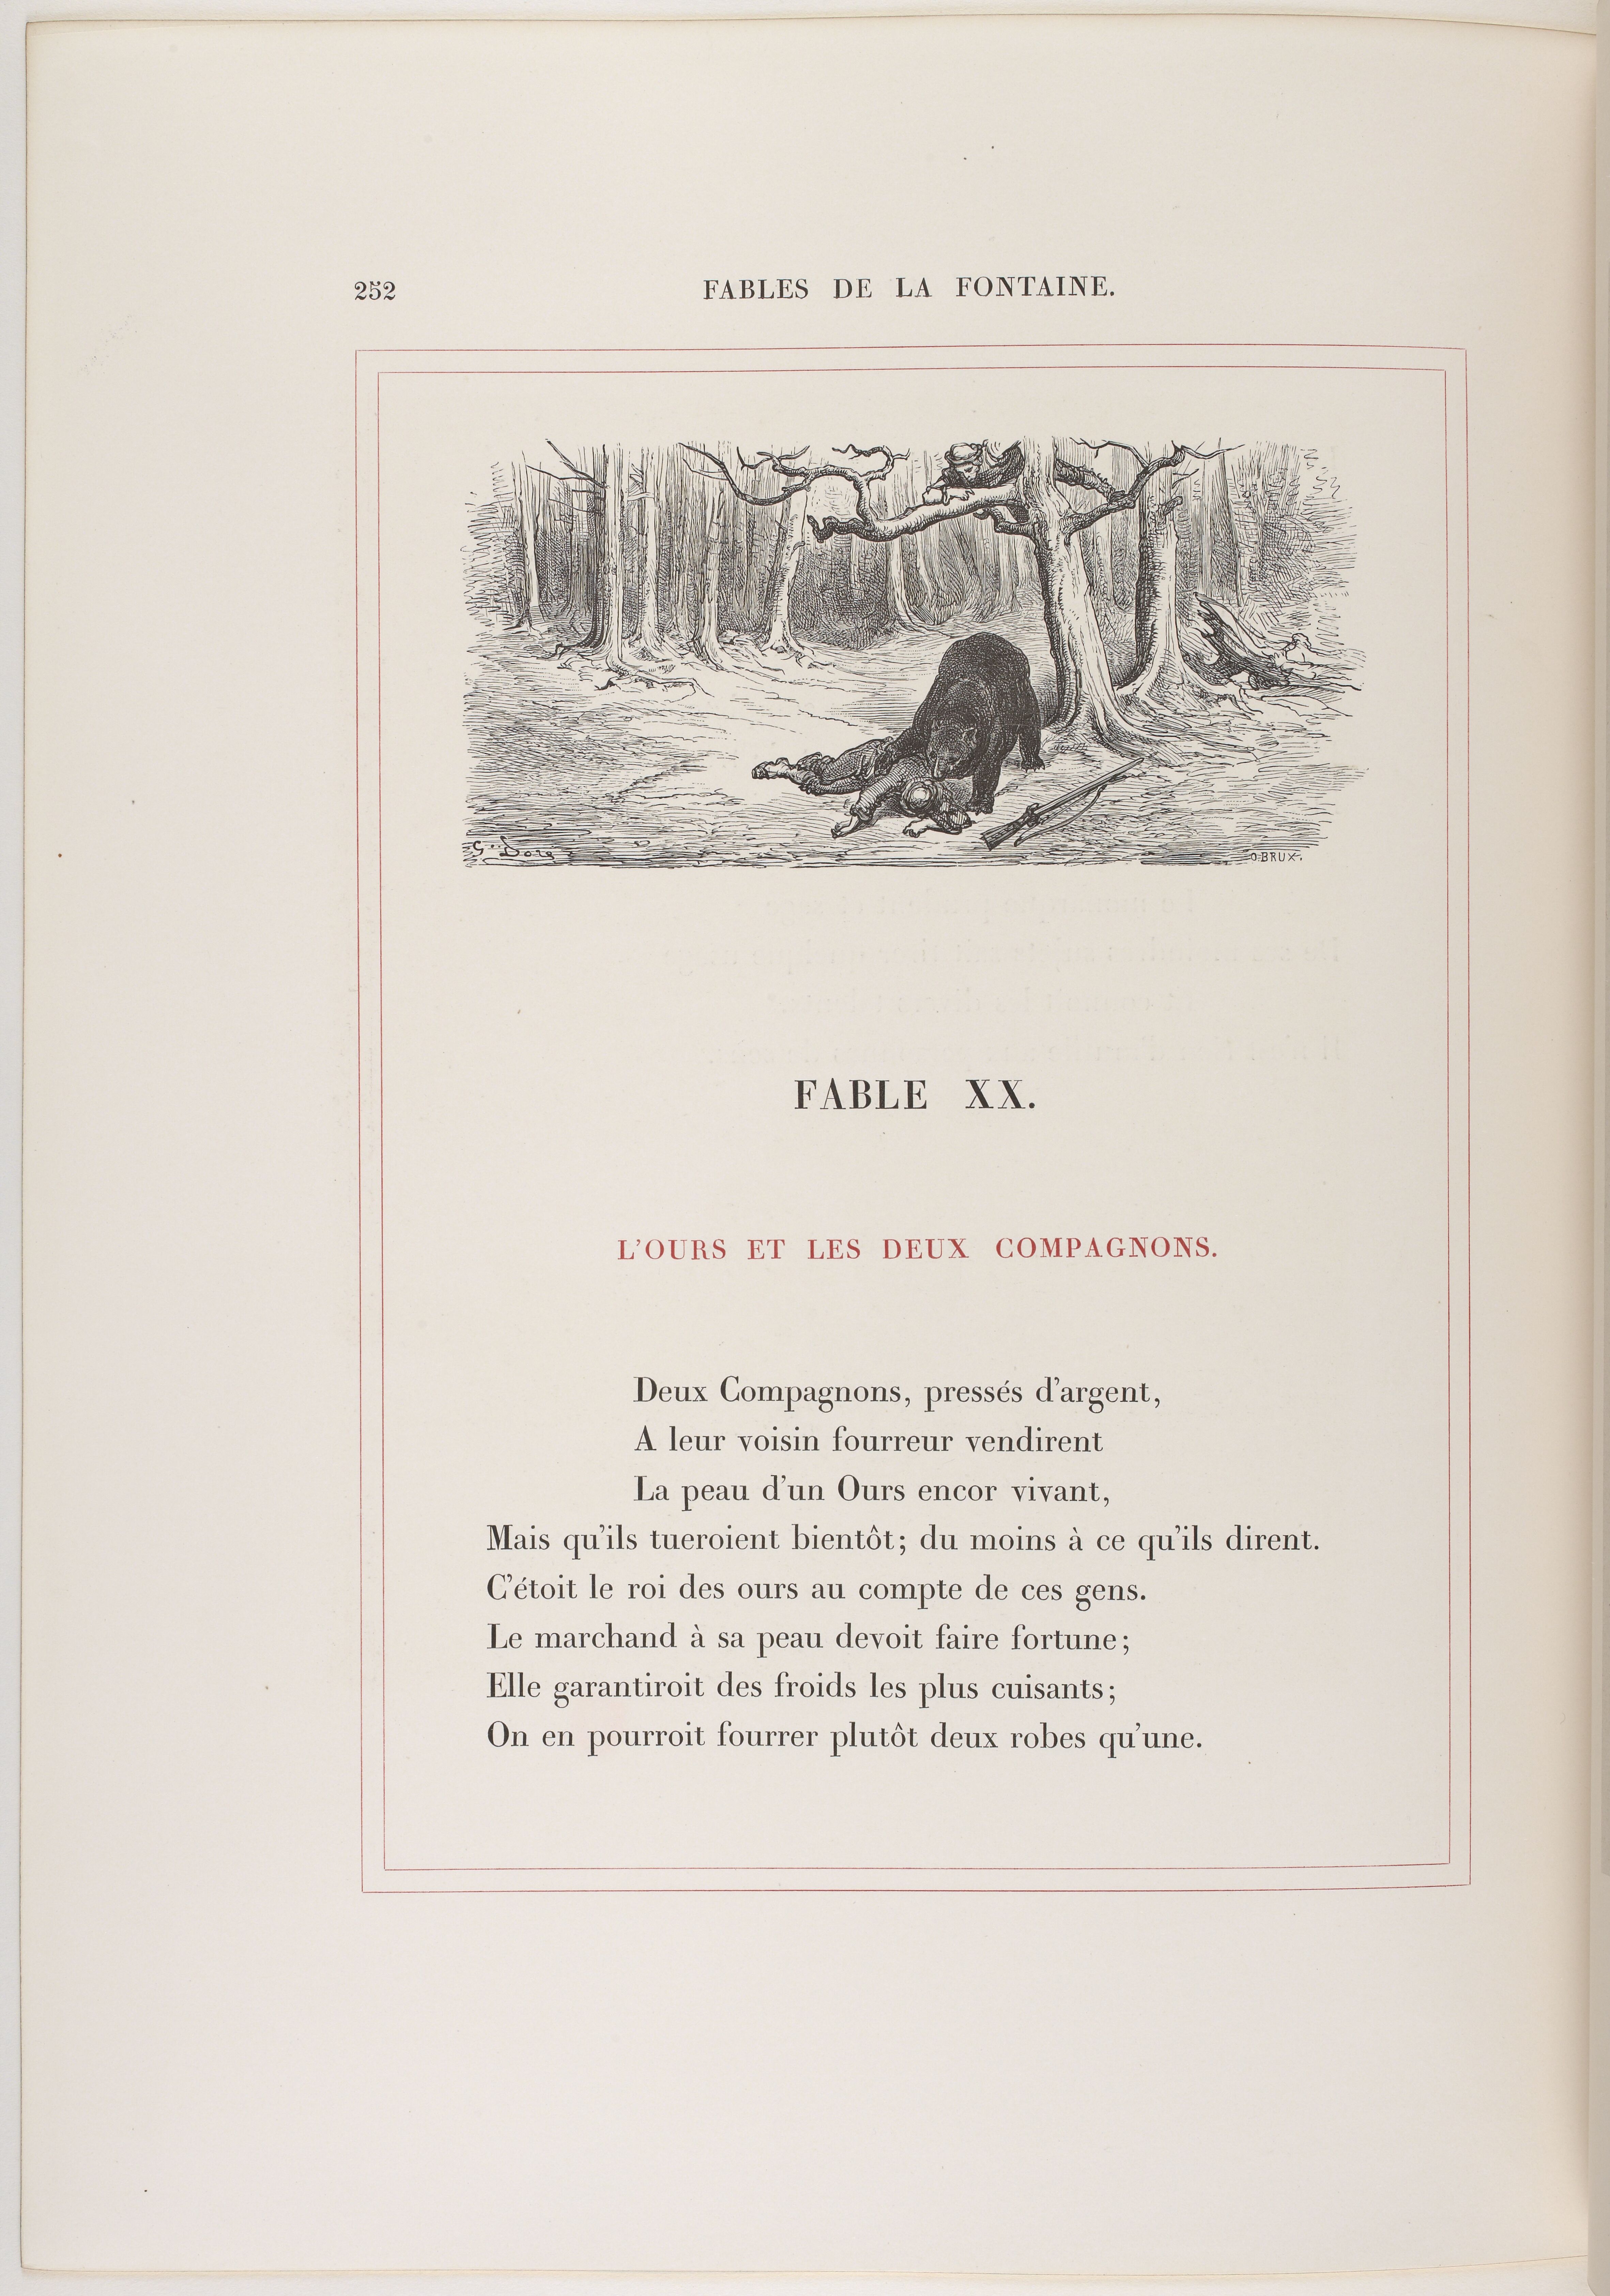 252
FABLES DE LA FONTAINE.
G. Doré
O. BRUX.
FABLE XX.
L'OURS ET LES DEUX COMPAGNONS.
Deux Compagnons, pressés d'argent,
A leur voisin fourreur vendirent
La peau d'un Ours encor vivant,
Mais qu'ils tueroient bientôt; du moins à ce qu'ils dirent.
C'étoit le roi des ours au compte de ces gens.
Le marchand à sa peau devoit faire fortune;
Elle garantiroit des froids les plus cuisants;
On en pourroit fourrer plutôt deux robes qu'une.